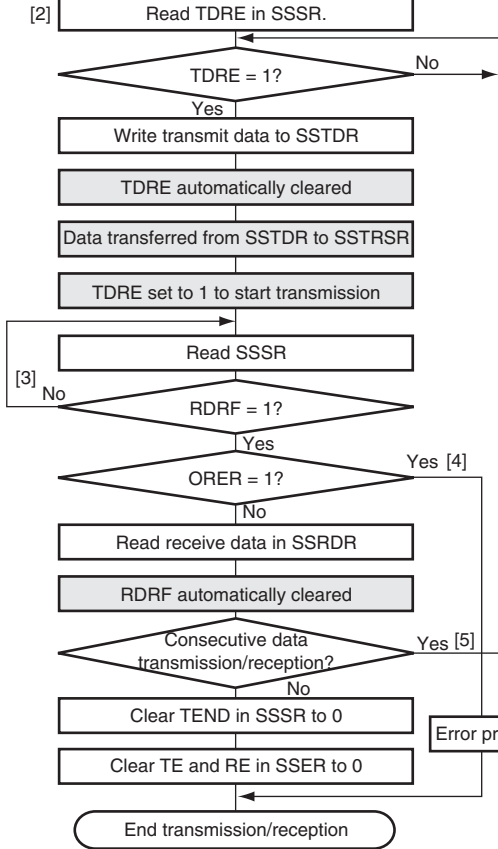 [2]
Read TDRE in SSSR.
TDRE = 1?
No
Yes
Write transmit data to SSTDR
TDRE automatically cleared
Data transferred from SSTDR to SSTRSR
TDRE set to 1 to start transmission
Read SSSR
[3]
No
RDRF = 1?
Yes
ORER = 1?
Yes [4]
No
Read receive data in SSRDR
RDRF automatically cleared
Consecutive data
transmission/reception?
Yes [5]
No
Clear TEND in SSSR to 0
Error
Clear TE and RE in SSER to 0
End transmission/reception